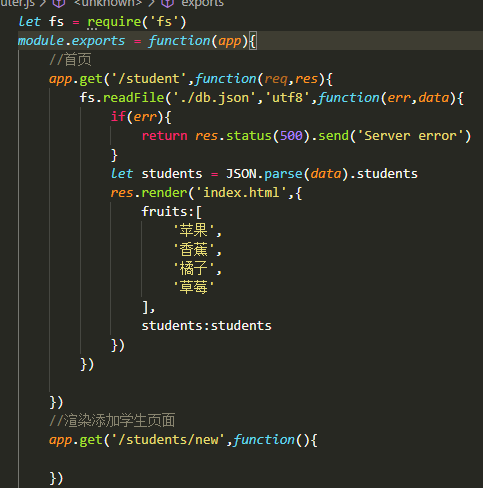 uter.js > <unknown> > exports
let fs = require('fs')
module.exports = function(app){
    //首页
    app.get('/student',function(req,res){
        fs.readFile('./db.json','utf8',function(err,data){
            if(err){
                return res.status(500).send('Server error')
            }
            let students = JSON.parse(data).students
            res.render('index.html',{
                fruits:[
                    '苹果',
                    '香蕉',
                    '橘子',
                    '草莓'
                ],
                students:students
            })
        })

    })
    //渲染添加学生页面
    app.get('/students/new',function(){

    })